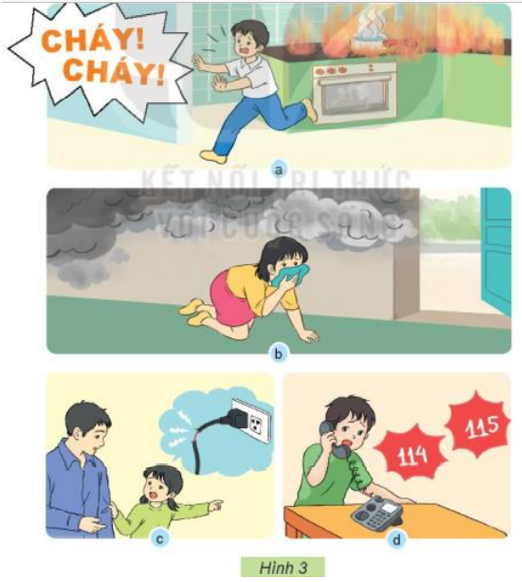 CHÁY!
CHÁY!
a
KẾT NỐI TRI THỨC
VỚI CUỘC SỐNG
b
114
115
c
d
Hình 3